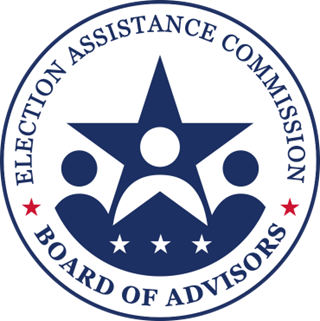 ELECTION ASSISTANCE COMMISSION
BOARD OF ADVISORS